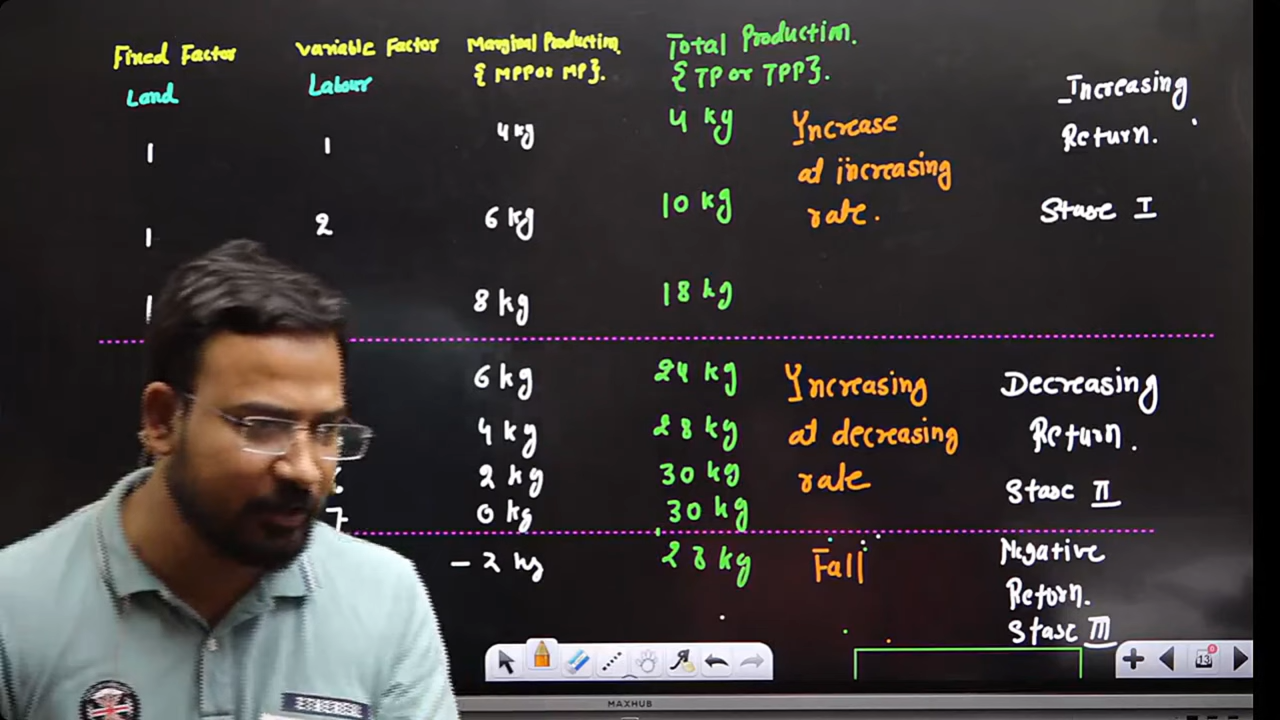 Fixed Factor Variable Factor Marginal Production Total Production.
Land Labour { MPP or MP }. { TP or TPP }.
1 1 4 kg 4 kg Increase at increasing rate. Increasing Return. Stage I
1 2 6 kg 10 kg
1 8 kg 18 kg
6 kg 24 kg Increasing at decreasing rate Decreasing Return. Stage II
4 kg 28 kg
2 kg 30 kg
7 0 kg 30 kg
- 2 kg 28 kg Fall Negative Return. Stage III
13
MAXHUB